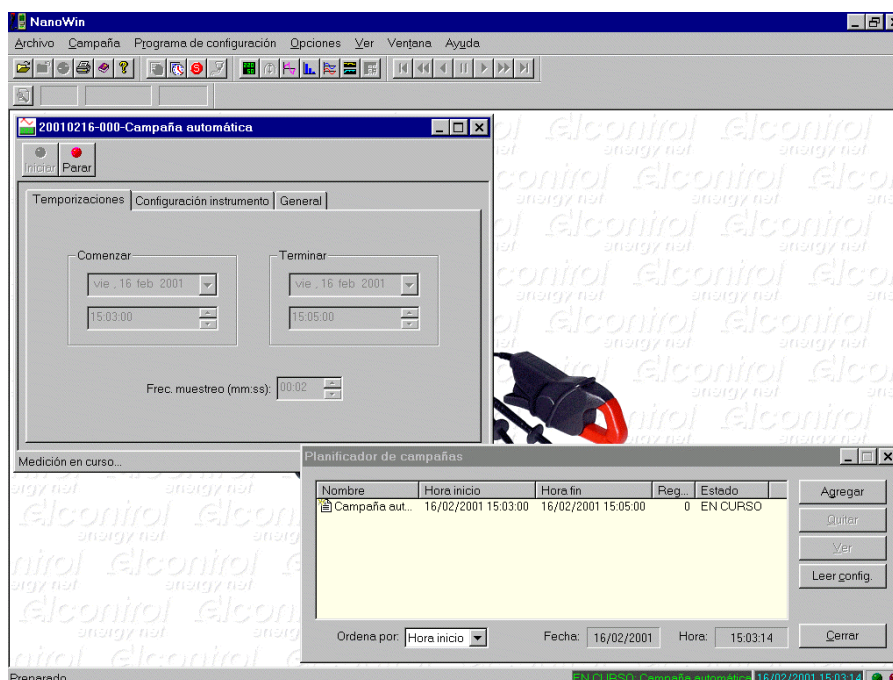 NanoWin
Archivo Campaña Programa de configuración Opciones Ver Ventana Ayuda
20010216-000-Campaña automática
Iniciar Parar
Temporizaciones Configuración instrumento General
Comenzar Terminar
vie , 16 feb 2001 vie , 16 feb 2001
15:03:00 15:05:00
Frec. muestreo (mm:ss): 00:02
Medición en curso...
elcontrol
energy net
Planificador de campañas
Nombre Hora inicio Hora fin Reg... Estado
Campaña aut... 16/02/2001 15:03:00 16/02/2001 15:05:00 0 EN CURSO
Agregar
Quitar
Ver
Leer config.
Ordena por: Hora inicio Fecha: 16/02/2001 Hora: 15:03:14 Cerrar
Preparado EN CURSO: Campaña automática 16/02/2001 15:03:14